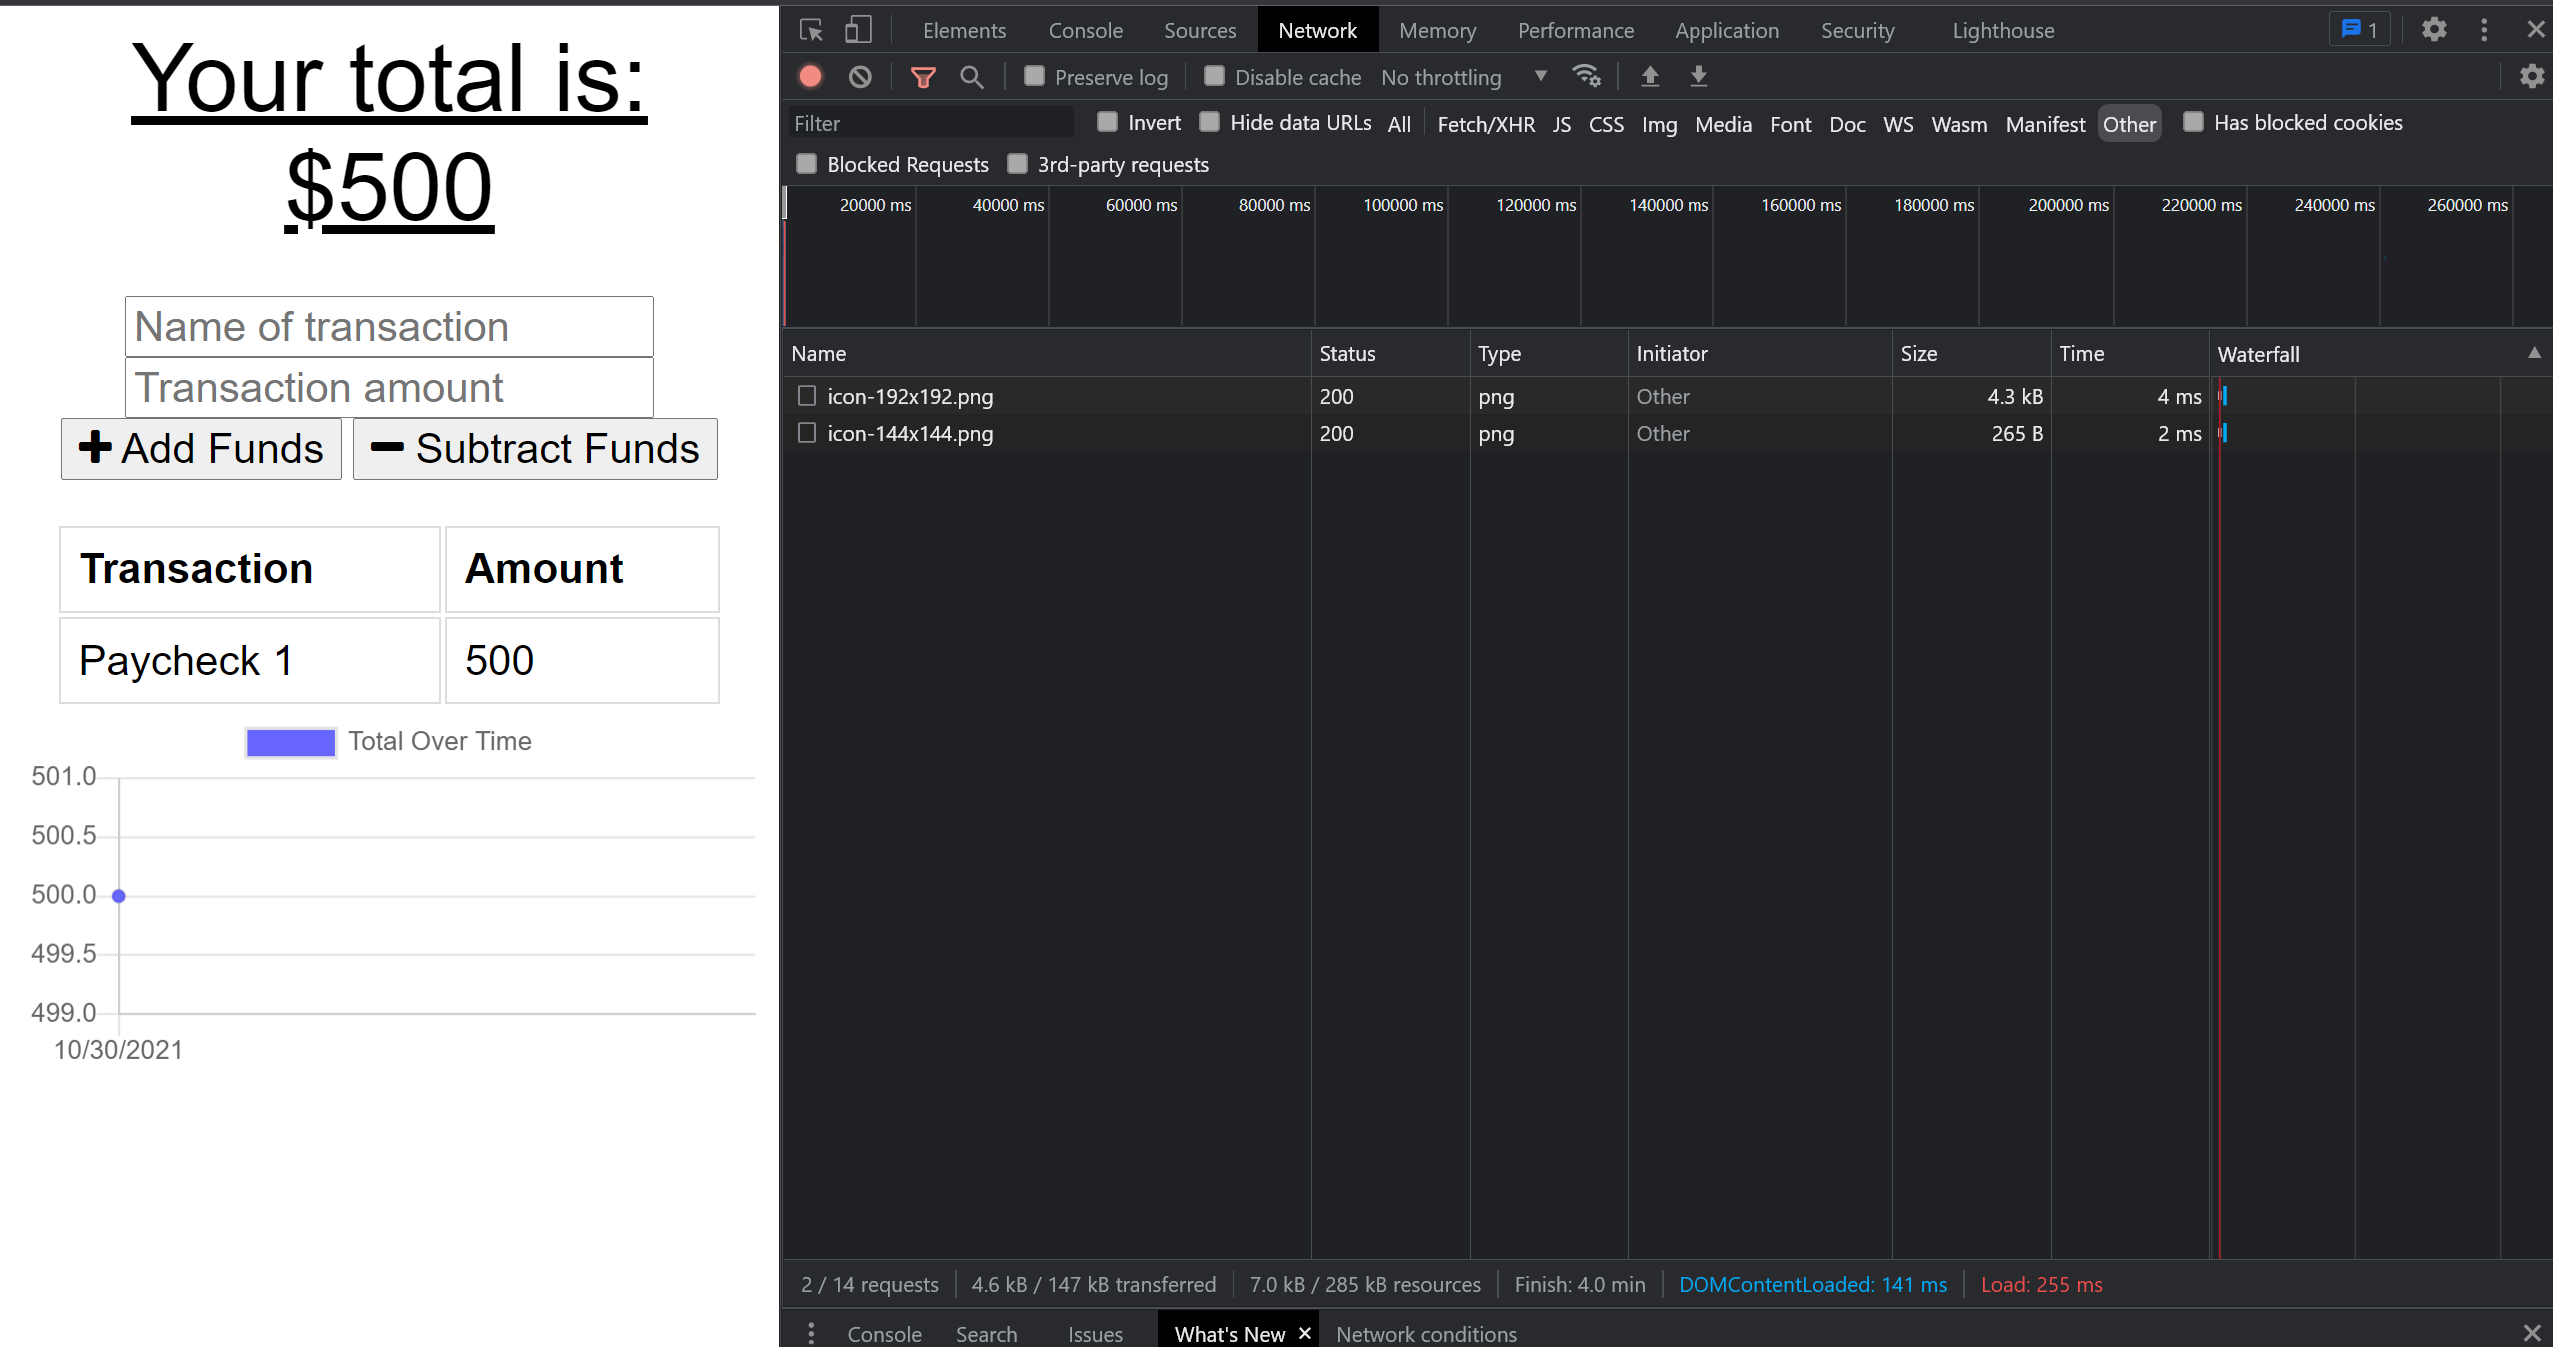 Your total is:
$500
Name of transaction
Transaction amount
Add Funds
Subtract Funds
Transaction Amount
Paycheck 1 500
Total Over Time
501.0
500.5
500.0
499.5
499.0
10/30/2021
Elements Console Sources Network Memory Performance Application Security Lighthouse 1
Preserve log Disable cache No throttling
Filter Invert Hide data URLs All Fetch/XHR JS CSS Img Media Font Doc WS Wasm Manifest Other Has blocked cookies
Blocked Requests 3rd-party requests
20000 ms 40000 ms 60000 ms 80000 ms 100000 ms 120000 ms 140000 ms 160000 ms 180000 ms 200000 ms 220000 ms 240000 ms 260000 ms
Name Status Type Initiator Size Time Waterfall
icon-192x192.png 200 png Other 4.3 kB 4 ms
icon-144x144.png 200 png Other 265 B 2 ms
2 / 14 requests 4.6 kB / 147 kB transferred 7.0 kB / 285 kB resources Finish: 4.0 min DOMContentLoaded: 141 ms Load: 255 ms
Console Search Issues What's New Network conditions